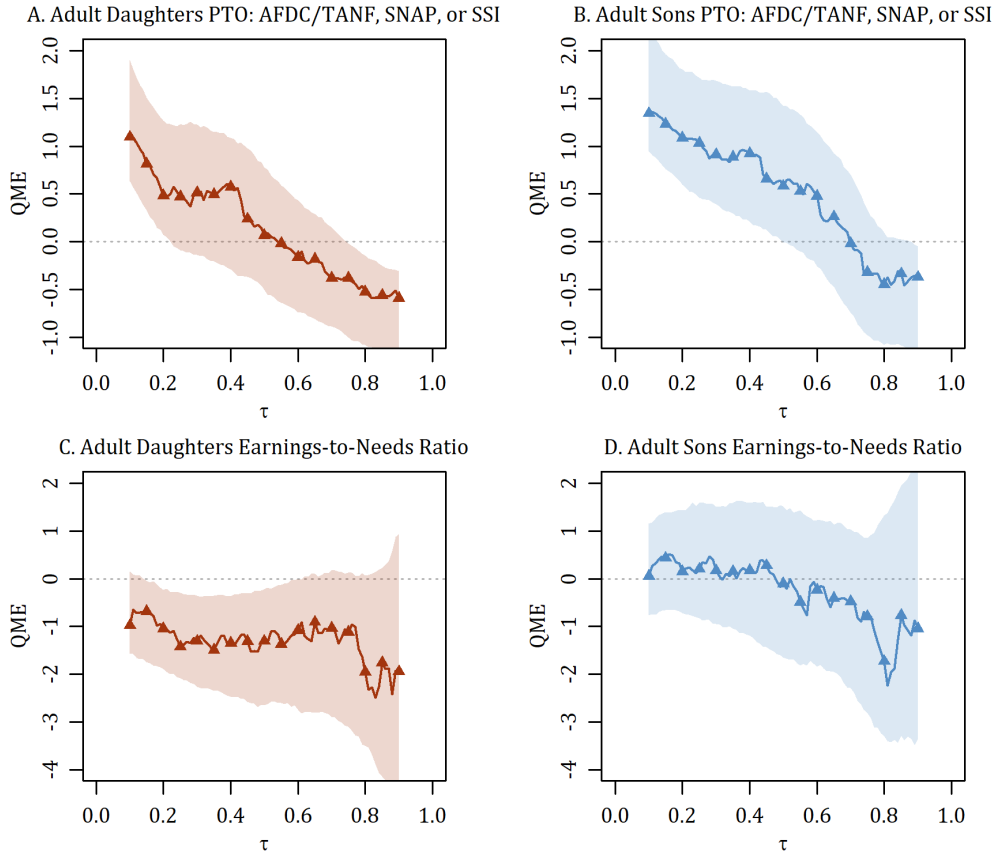 A. Adult Daughters PTO: AFDC/TANF, SNAP, or SSI
2.0
1.5
1.0
0.5
0.0
-0.5
-1.0
QME
0.0 0.2 0.4 0.6 0.8 1.0
τ
B. Adult Sons PTO: AFDC/TANF, SNAP, or SSI
2.0
1.5
1.0
0.5
0.0
-0.5
-1.0
QME
0.0 0.2 0.4 0.6 0.8 1.0
τ
C. Adult Daughters Earnings-to-Needs Ratio
2
1
0
-1
-2
-3
-4
QME
0.0 0.2 0.4 0.6 0.8 1.0
τ
D. Adult Sons Earnings-to-Needs Ratio
2
1
0
-1
-2
-3
-4
QME
0.0 0.2 0.4 0.6 0.8 1.0
τ